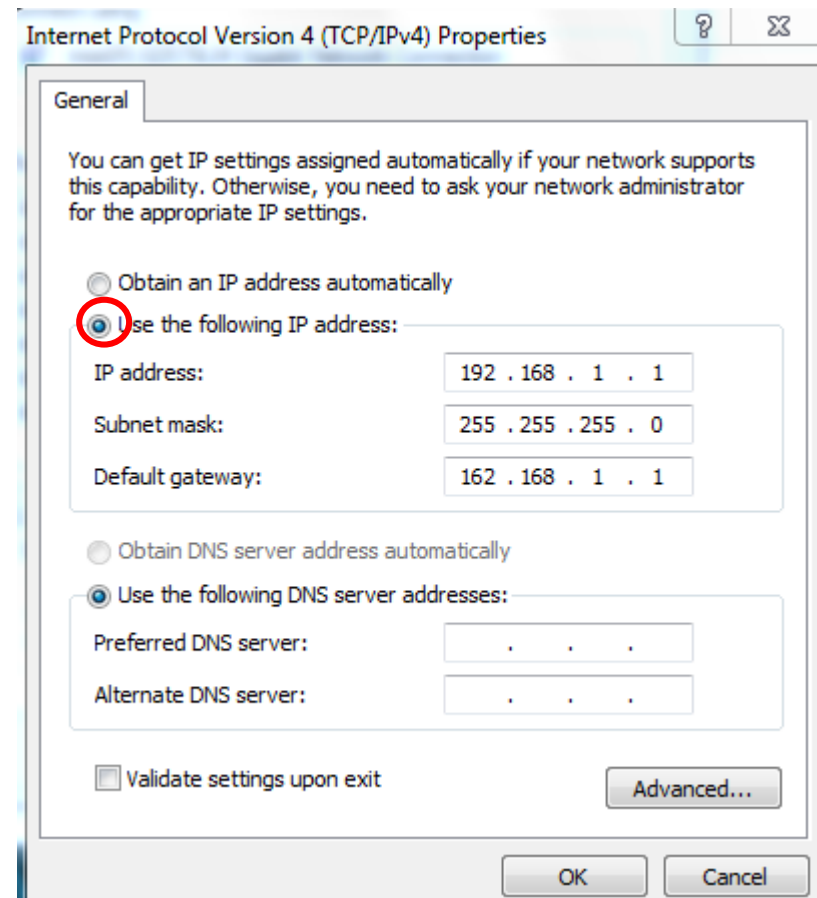 Internet Protocol Version 4 (TCP/IPv4) Properties
General
You can get IP settings assigned automatically if your network supports
this capability. Otherwise, you need to ask your network administrator
for the appropriate IP settings.
Obtain an IP address automatically
Use the following IP address:
IP address: 192 . 168 . 1 . 1
Subnet mask: 255 . 255 . 255 . 0
Default gateway: 162 . 168 . 1 . 1
Obtain DNS server address automatically
Use the following DNS server addresses:
Preferred DNS server: . . .
Alternate DNS server: . . .
Validate settings upon exit
Advanced...
OK Cancel